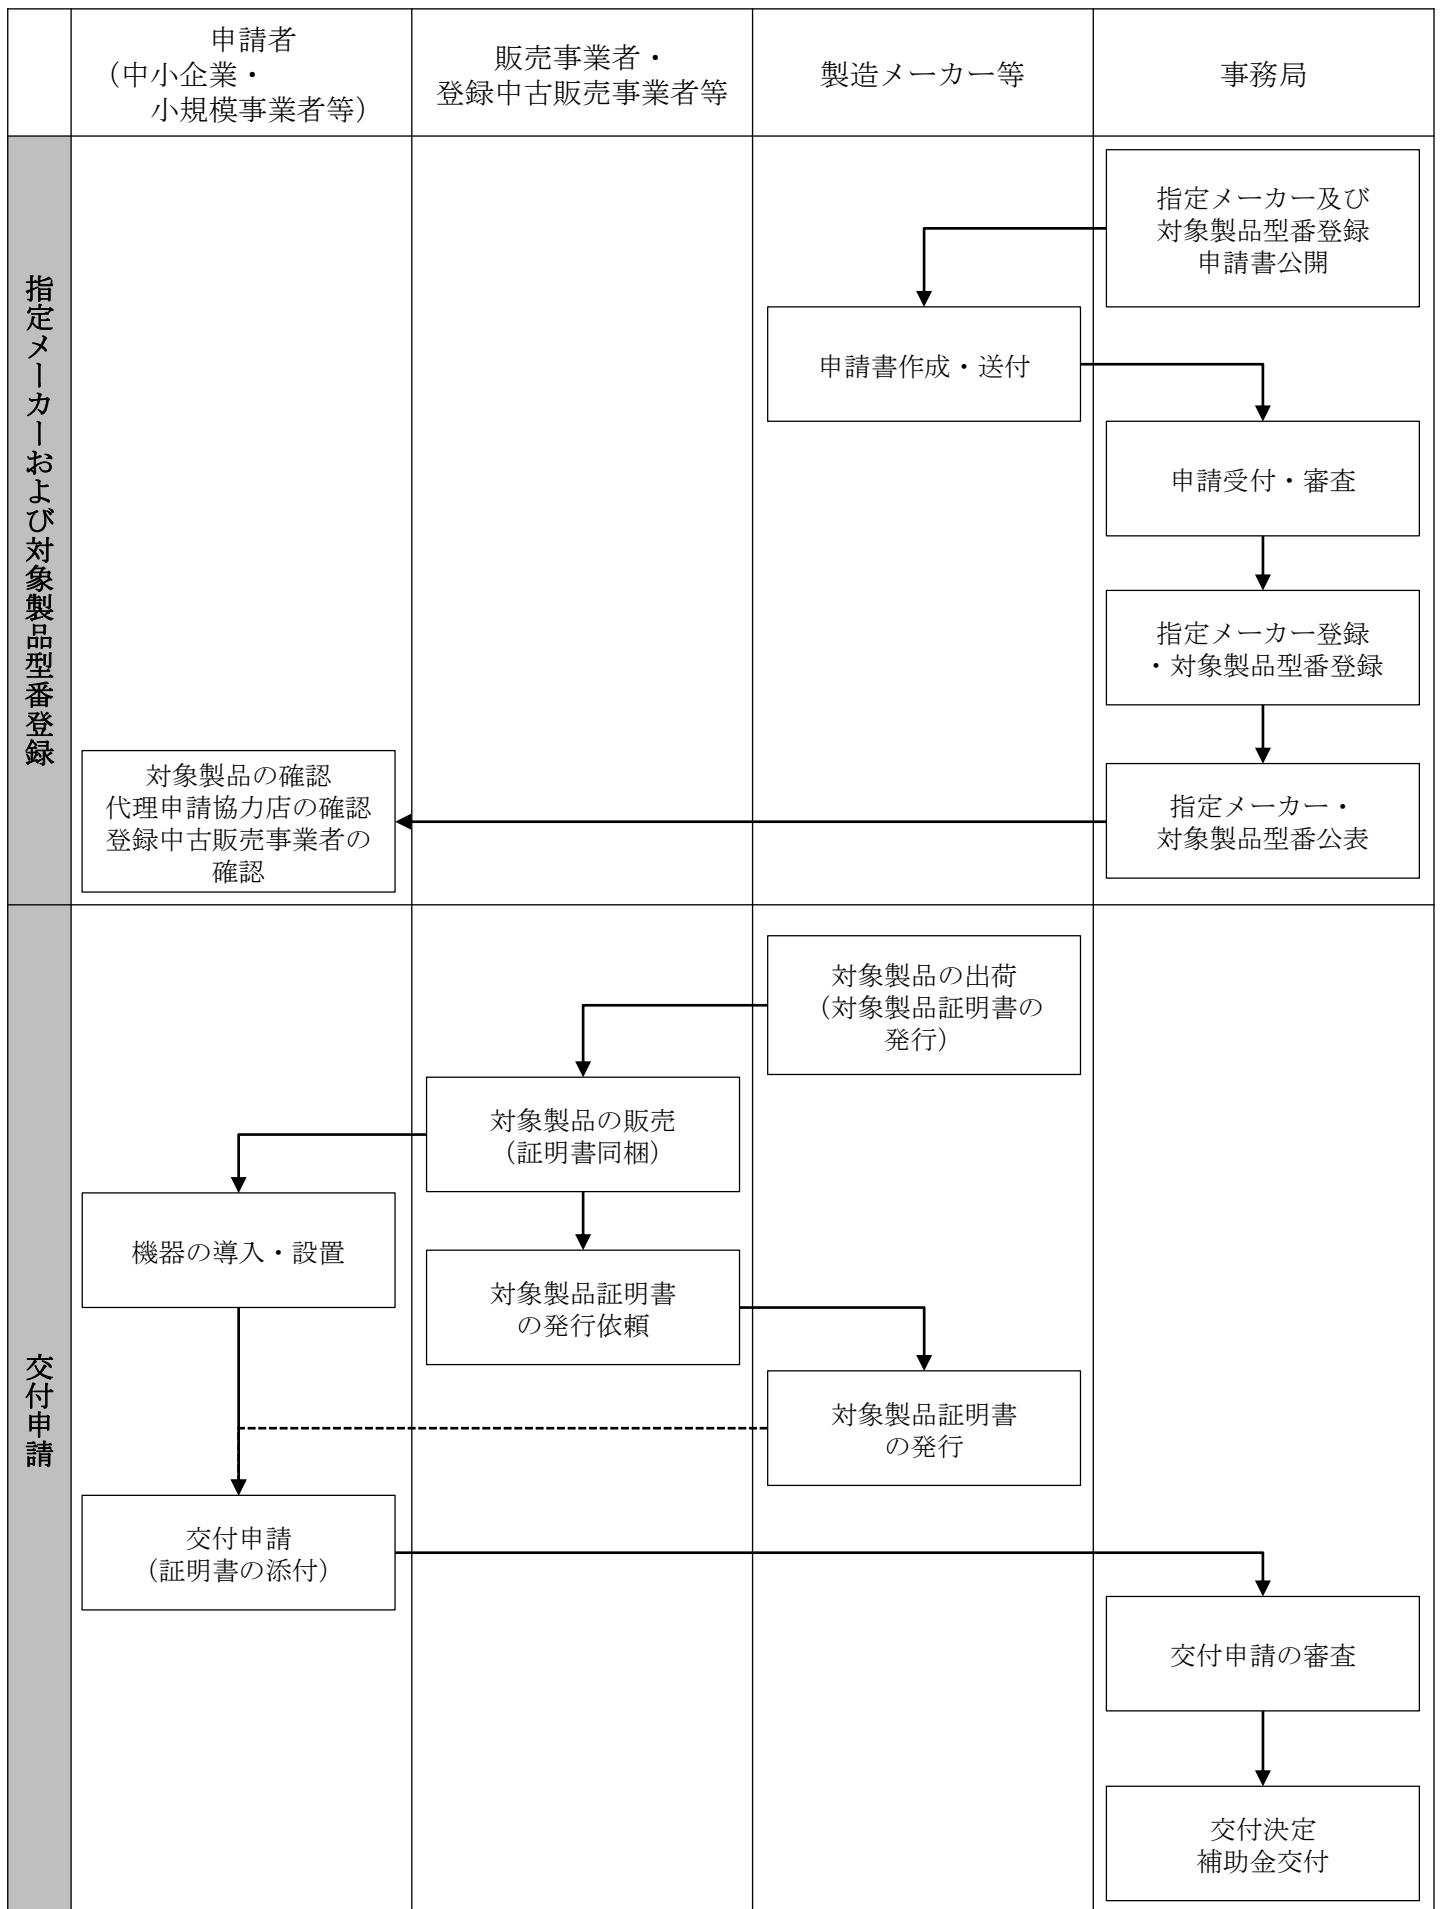 申請者
（中小企業・
小規模事業者等）
販売事業者・
登録中古販売事業者等
製造メーカー等
事務局
指定メーカーおよび対象製品型番登録
指定メーカー及び
対象製品型番登録
申請書公開
申請書作成・送付
申請受付・審査
指定メーカー登録
・対象製品型番登録
対象製品の確認
代理申請協力店の確認
登録中古販売事業者の
確認
指定メーカー・
対象製品型番公表
交付申請
対象製品の出荷
（対象製品証明書の
発行）
対象製品の販売
（証明書同梱）
機器の導入・設置
対象製品証明書
の発行依頼
対象製品証明書
の発行
交付申請
（証明書の添付）
交付申請の審査
交付決定
補助金交付